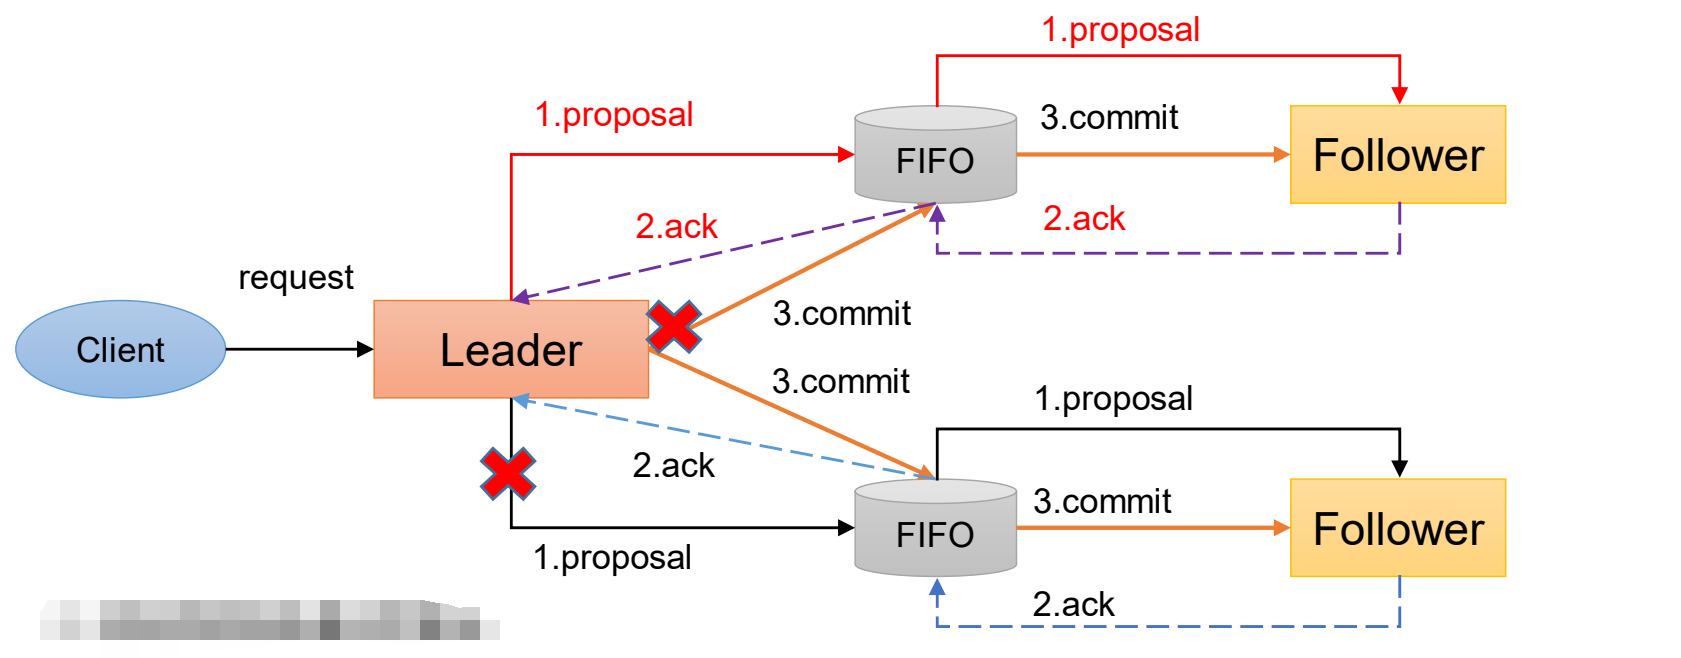 1.proposal
1.proposal
3.commit
FIFO
Follower
2.ack
2.ack
request
3.commit
Client
Leader
3.commit
1.proposal
2.ack
3.commit
FIFO
Follower
1.proposal
2.ack